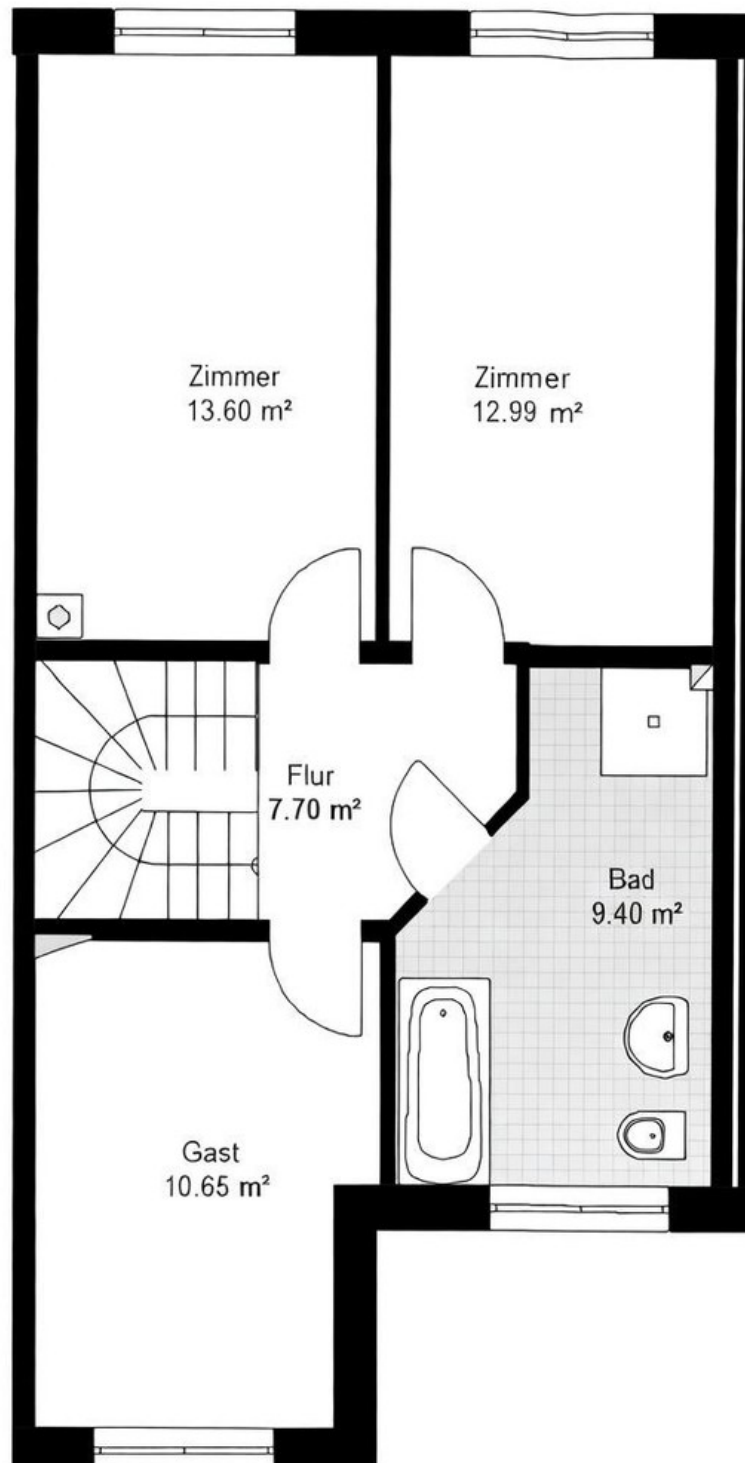 Zimmer
13.60 m²
Zimmer
12.99 m²
Flur
7.70 m²
Bad
9.40 m²
Gast
10.65 m²